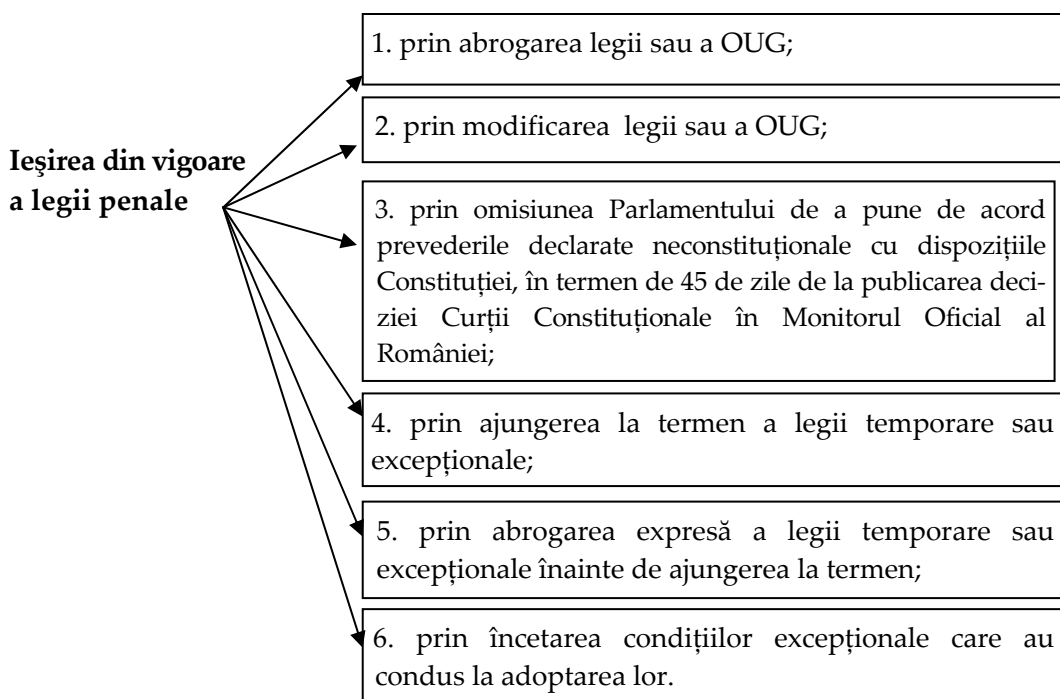 Ieşirea din vigoare
a legii penale
1. prin abrogarea legii sau a OUG;
2. prin modificarea legii sau a OUG;
3. prin omisiunea Parlamentului de a pune de acord
prevederile declarate neconstituționale cu dispozițiile
Constituției, în termen de 45 de zile de la publicarea deci-
ziei Curții Constituționale în Monitorul Oficial al
României;
4. prin ajungerea la termen a legii temporare sau
excepționale;
5. prin abrogarea expresă a legii temporare sau
excepționale înainte de ajungerea la termen;
6. prin încetarea condițiilor excepționale care au
condus la adoptarea lor.